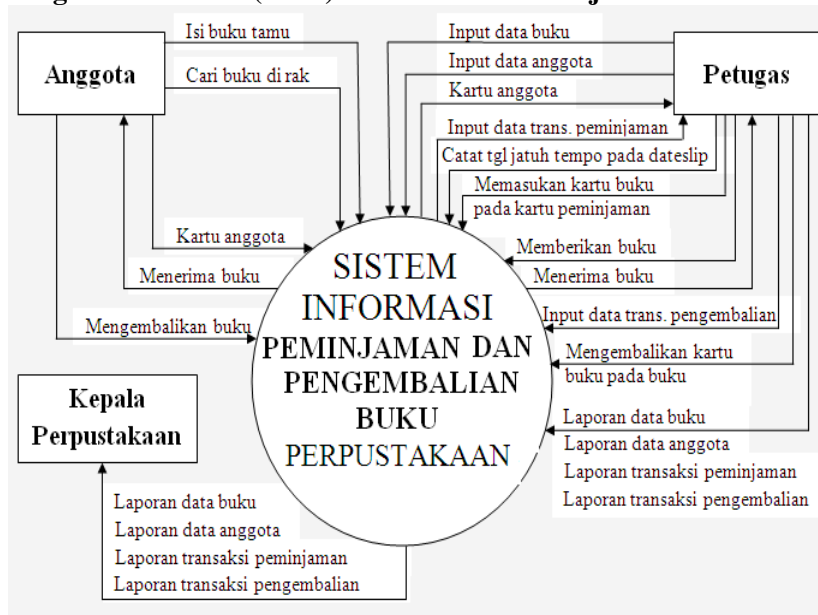 Isi buku tamu
Anggota
Cari buku di rak
Kartu anggota
Menerima buku
Mengembalikan buku
Input data buku
Input data anggota
Petugas
Kartu anggota
Input data trans. peminjaman
Catat tgl jatuh tempo pada dateslip
Memasukan kartu buku
pada kartu peminjaman
Memberikan buku
Menerima buku
Input data trans. pengembalian
Mengembalikan kartu
buku pada buku
Laporan data buku
Laporan data anggota
Laporan transaksi peminjaman
Laporan transaksi pengembalian
SISTEM
INFORMASI
PEMINJAMAN DAN
PENGEMBALIAN
BUKU
PERPUSTAKAAN
Kepala
Perpustakaan
Laporan data buku
Laporan data anggota
Laporan transaksi peminjaman
Laporan transaksi pengembalian